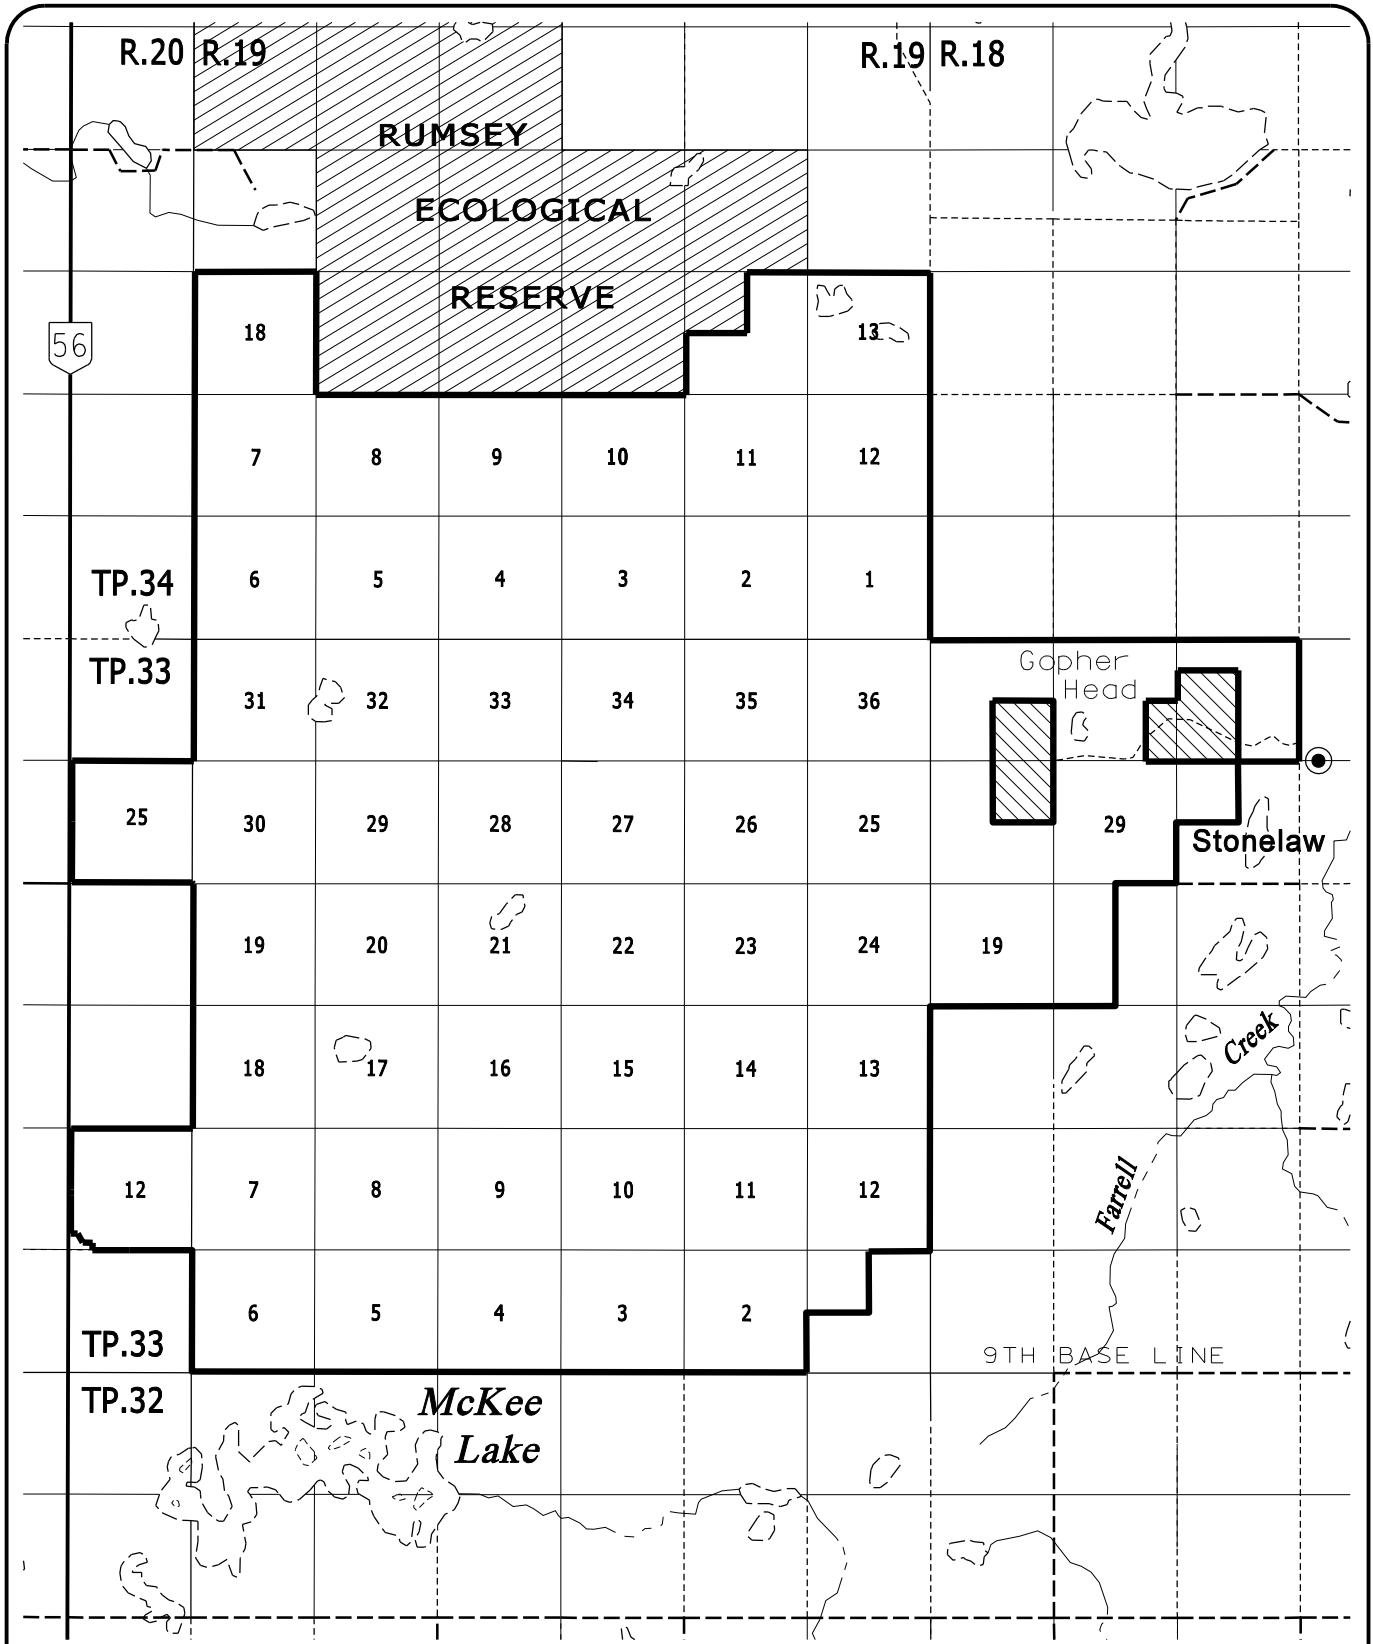 R.20 R.19 R.19 R.18
RUMSEY
ECOLOGICAL
RESERVE
18 13
56
7 8 9 10 11 12
TP.34
6 5 4 3 2 1
TP.33
Gopher
Head
31 32 33 34 35 36
25 30 29 28 27 26 25 29
Stonelaw
19 20 21 22 23 24 19
Creek
18 17 16 15 14 13
Farrell
12 7 8 9 10 11 12
6 5 4 3 2
TP.33
9TH BASE LINE
TP.32
McKee
Lake